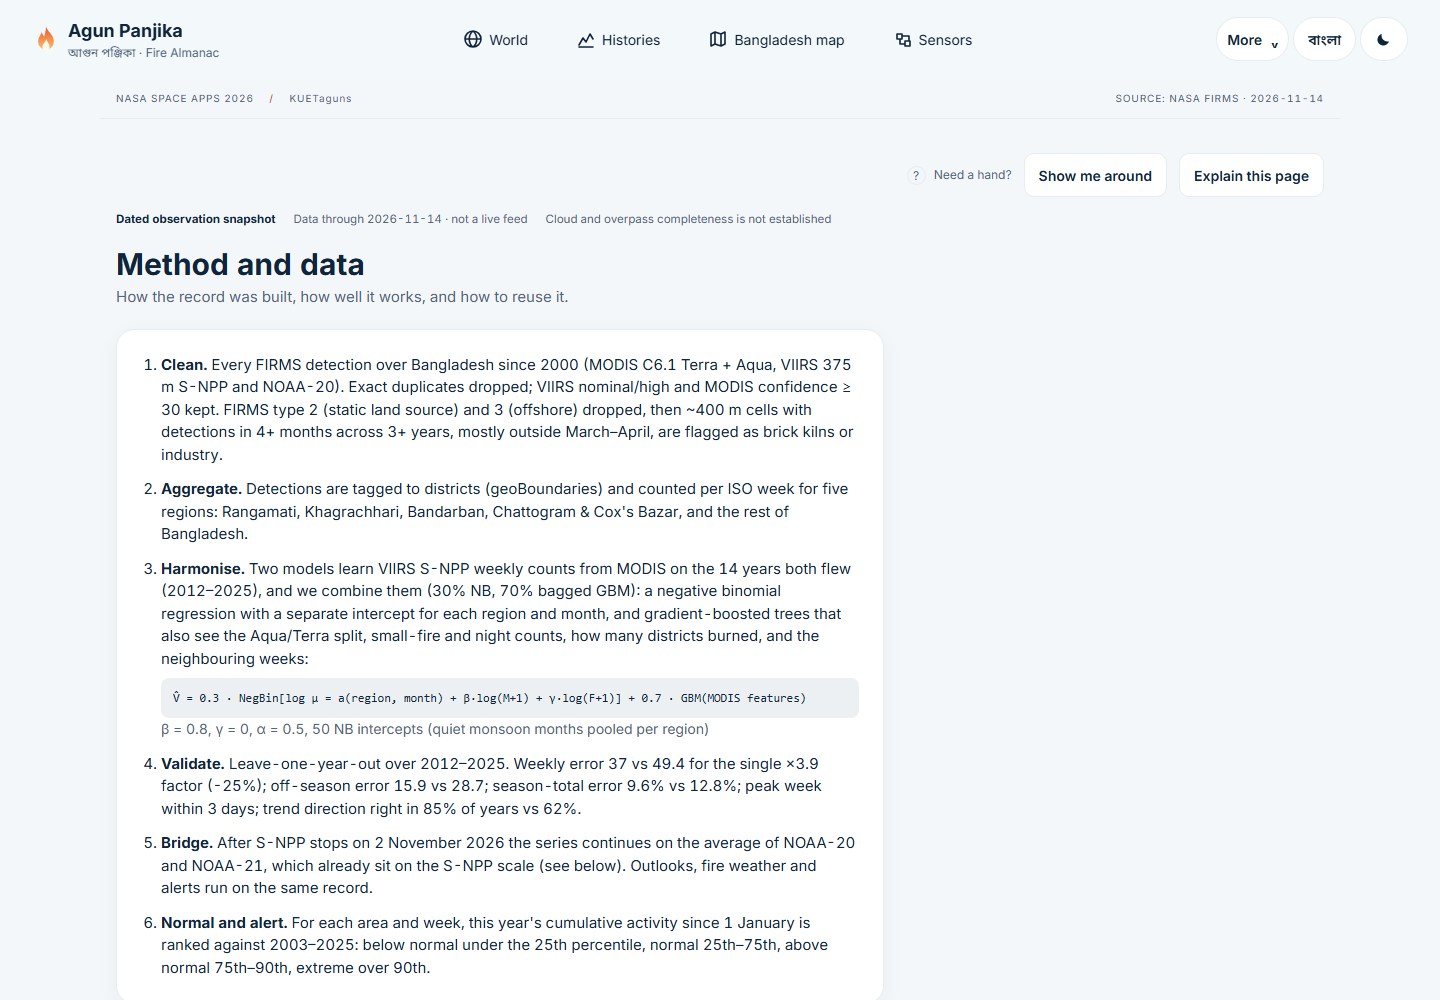 Agun Panjika
আগুন পঞ্জিকা · Fire Almanac
World
Histories
Bangladesh map
Sensors
More v
বাংলা
NASA SPACE APPS 2026 / KUETaguns
SOURCE: NASA FIRMS · 2026-11-14
? Need a hand?
Show me around
Explain this page
Dated observation snapshot Data through 2026-11-14 · not a live feed Cloud and overpass completeness is not established
Method and data
How the record was built, how well it works, and how to reuse it.
1. Clean. Every FIRMS detection over Bangladesh since 2000 (MODIS C6.1 Terra + Aqua, VIIRS 375
m S-NPP and NOAA-20). Exact duplicates dropped; VIIRS nominal/high and MODIS confidence ≥
30 kept. FIRMS type 2 (static land source) and 3 (offshore) dropped, then ~400 m cells with
detections in 4+ months across 3+ years, mostly outside March–April, are flagged as brick kilns or
industry.
2. Aggregate. Detections are tagged to districts (geoBoundaries) and counted per ISO week for five
regions: Rangamati, Khagrachhari, Bandarban, Chattogram & Cox's Bazar, and the rest of
Bangladesh.
3. Harmonise. Two models learn VIIRS S-NPP weekly counts from MODIS on the 14 years both flew
(2012–2025), and we combine them (30% NB, 70% bagged GBM): a negative binomial
regression with a separate intercept for each region and month, and gradient-boosted trees that
also see the Aqua/Terra split, small-fire and night counts, how many districts burned, and the
neighbouring weeks:
V̂ = 0.3 · NegBin[log μ = a(region, month) + β·log(M+1) + γ·log(F+1)] + 0.7 · GBM(MODIS features)
β = 0.8, γ = 0, α = 0.5, 50 NB intercepts (quiet monsoon months pooled per region)
4. Validate. Leave-one-year-out over 2012–2025. Weekly error 37 vs 49.4 for the single ×3.9
factor (-25%); off-season error 15.9 vs 28.7; season-total error 9.6% vs 12.8%; peak week
within 3 days; trend direction right in 85% of years vs 62%.
5. Bridge. After S-NPP stops on 2 November 2026 the series continues on the average of NOAA-20
and NOAA-21, which already sit on the S-NPP scale (see below). Outlooks, fire weather and
alerts run on the same record.
6. Normal and alert. For each area and week, this year's cumulative activity since 1 January is
ranked against 2003–2025: below normal under the 25th percentile, normal 25th–75th, above
normal 75th–90th, extreme over 90th.